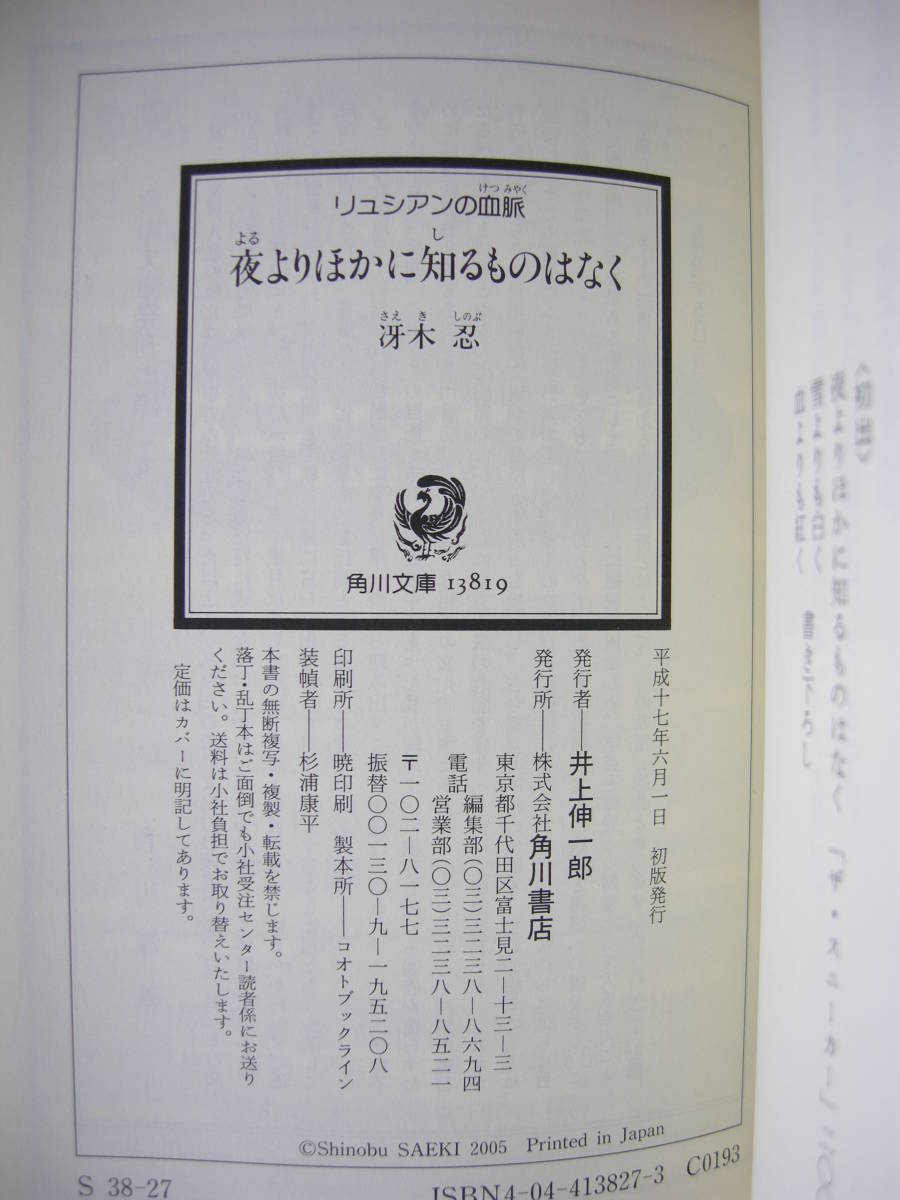 リュシアンの血脈
けつ みやく
夜よりほかに知るものはなく
よる し
冴木 忍
さえ き しのぶ
角川文庫 13819
平成十七年六月一日 初版発行
発行者──井上伸一郎
発行所──株式会社角川書店
東京都千代田区富士見二―十三―三
電話 編集部(〇三)三二三八―八六九四
営業部(〇三)三二三八―八五二一
〒一〇二―八一七七
振替〇〇一三〇―九―一九五二〇八
印刷所──暁印刷 製本所──コオトブックライン
装幀者──杉浦康平
本書の無断複写・複製・転載を禁じます。
落丁・乱丁本はご面倒でも小社受注センター読者係にお送り
ください。送料は小社負担でお取り替えいたします。
定価はカバーに明記してあります。
©Shinobu SAEKI 2005 Printed in Japan
S 38-27
ISBN4-04-413827-3 C0193
〈初出〉
夜よりほかに知るものはなく 「ザ・スニーカー」二〇
雪よりも白く 書き下ろし
血よりも紅く